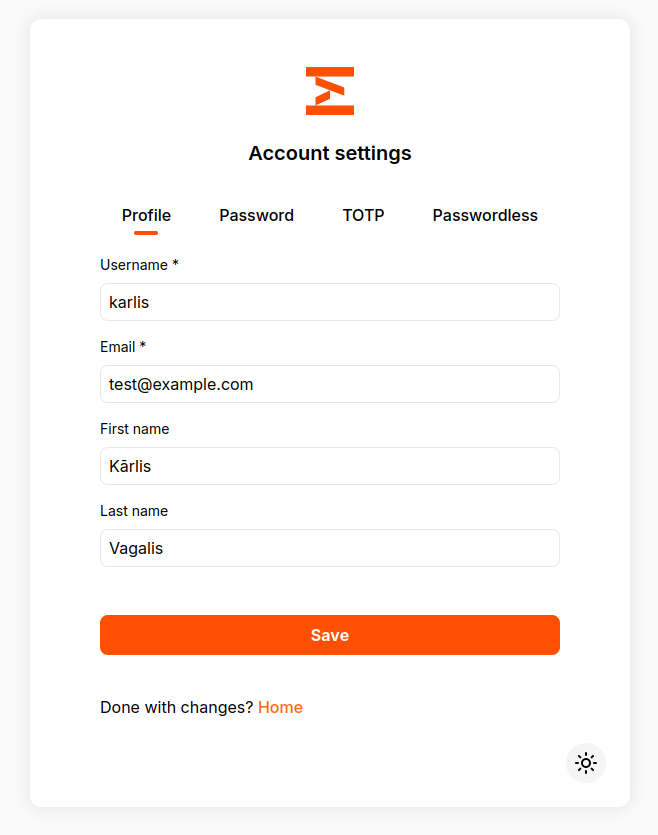 Account settings
Profile Password TOTP Passwordless
Username *
karlis
Email *
test@example.com
First name
Kārlis
Last name
Vagalis
Save
Done with changes? Home